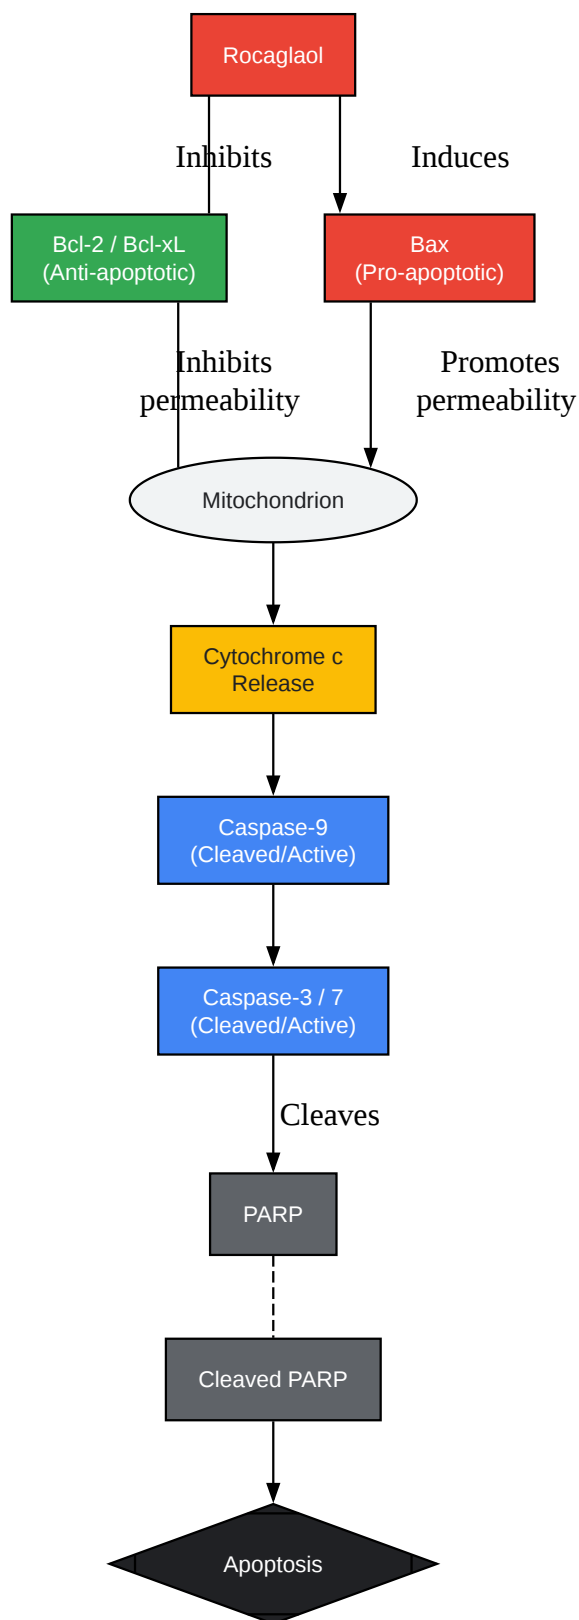 Rocaglaol
Inhibits
Induces
Bcl-2 / Bcl-xL
(Anti-apoptotic)
Bax
(Pro-apoptotic)
Inhibits
permeability
Promotes
permeability
Mitochondrion
Cytochrome c
Release
Caspase-9
(Cleaved/Active)
Caspase-3 / 7
(Cleaved/Active)
Cleaves
PARP
Cleaved PARP
Apoptosis